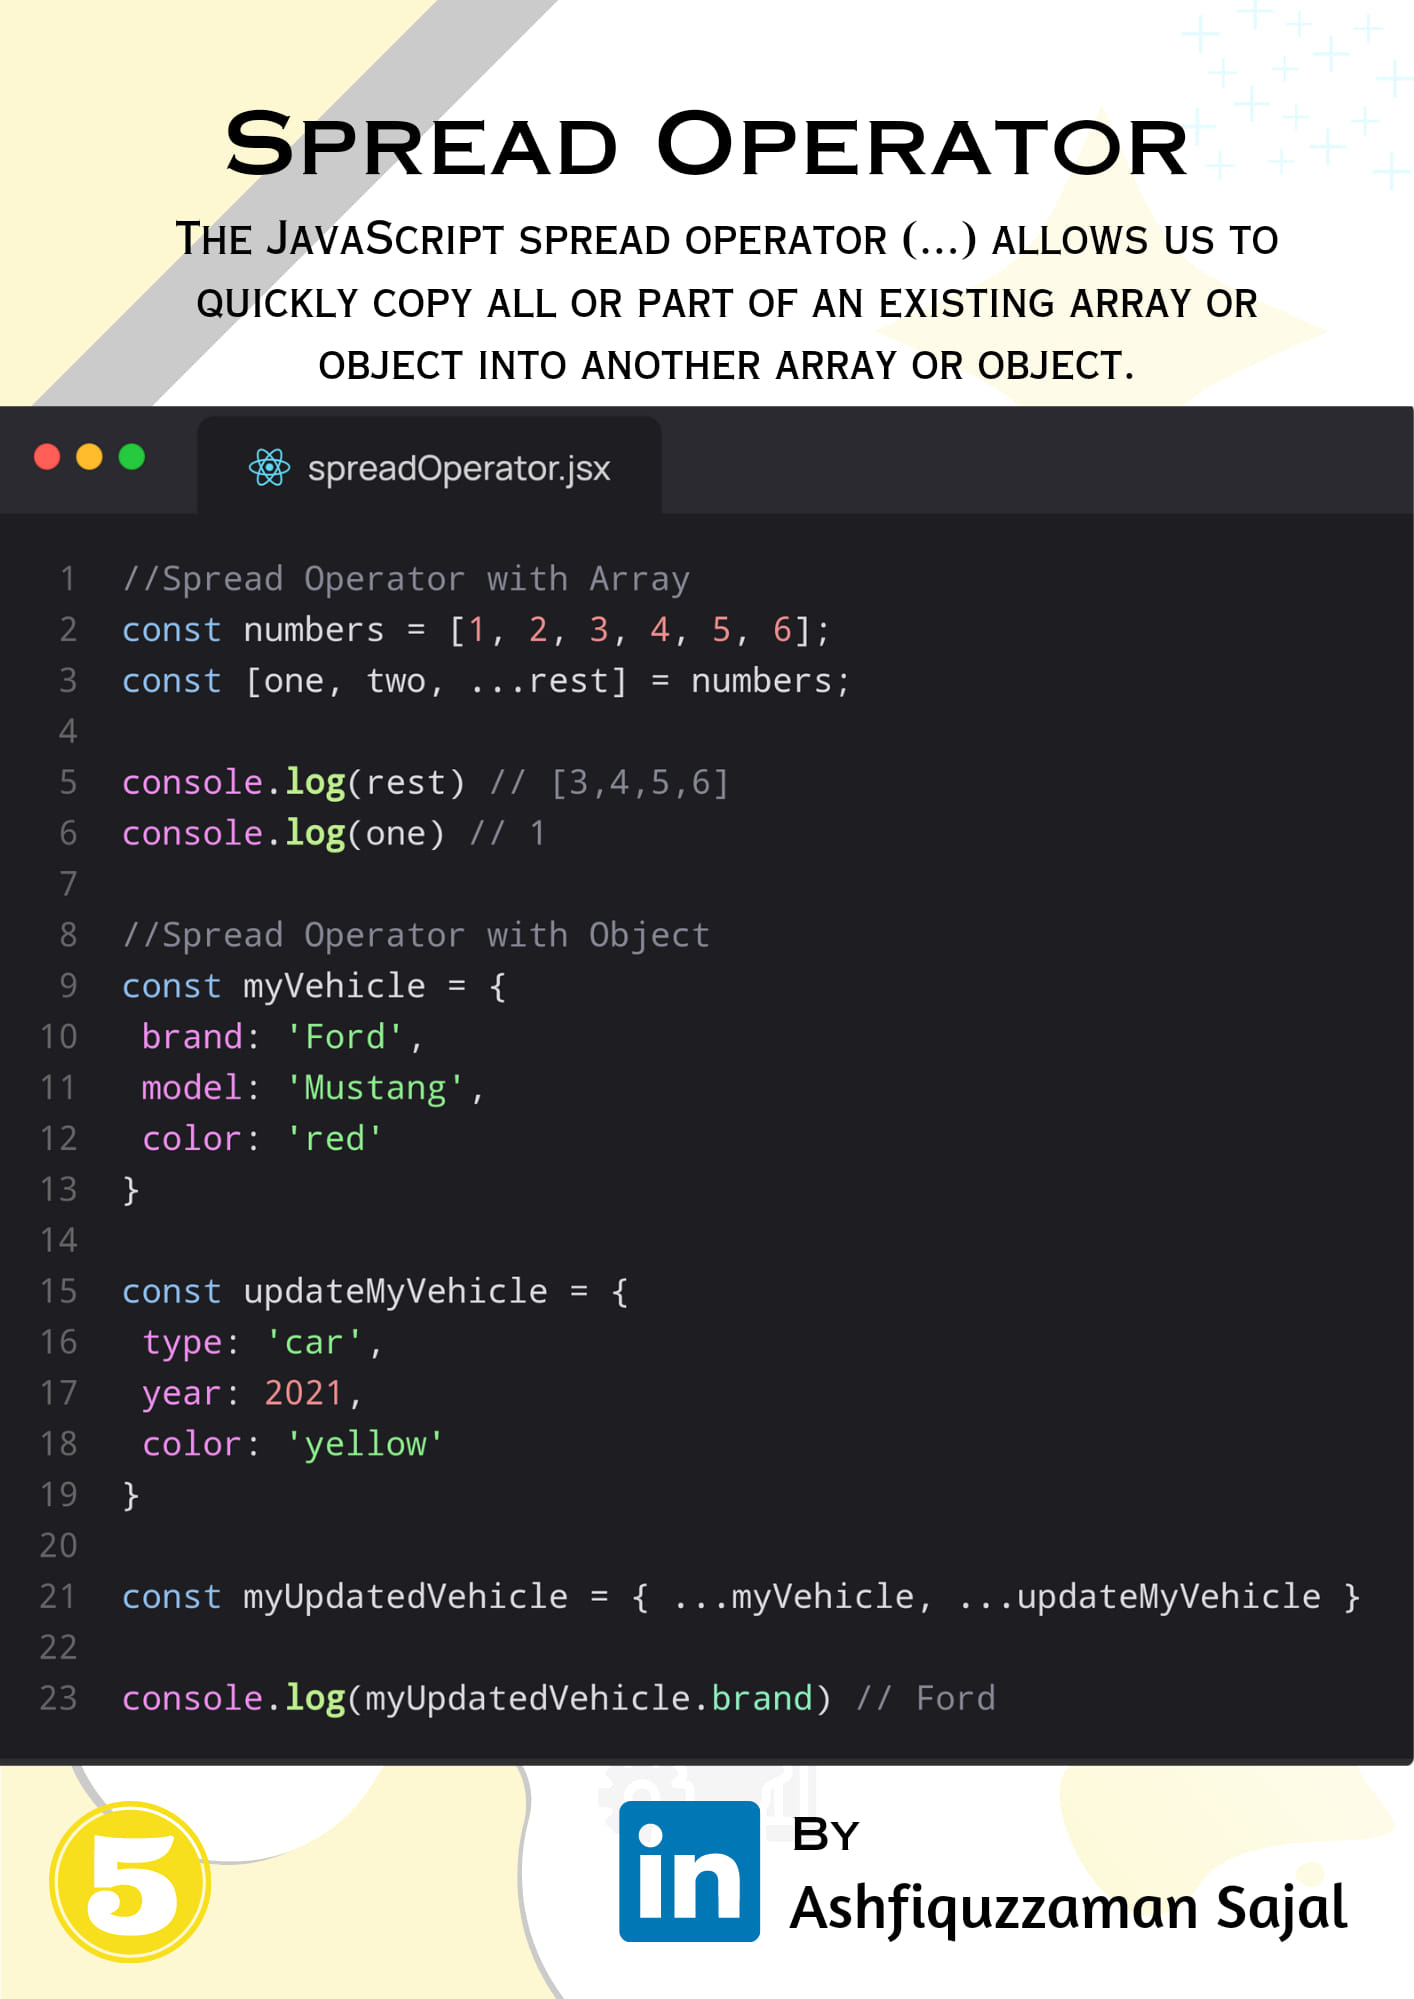 Spread Operator
The JavaScript spread operator (...) allows us to
quickly copy all or part of an existing array or
object into another array or object.
spreadOperator.jsx
1 //Spread Operator with Array
2 const numbers = [1, 2, 3, 4, 5, 6];
3 const [one, two, ...rest] = numbers;
4
5 console.log(rest) // [3,4,5,6]
6 console.log(one) // 1
7
8 //Spread Operator with Object
9 const myVehicle = {
10  brand: 'Ford',
11  model: 'Mustang',
12  color: 'red'
13 }
14
15 const updateMyVehicle = {
16  type: 'car',
17  year: 2021,
18  color: 'yellow'
19 }
20
21 const myUpdatedVehicle = { ...myVehicle, ...updateMyVehicle }
22
23 console.log(myUpdatedVehicle.brand) // Ford
5
in
By
Ashfiquzzaman Sajal